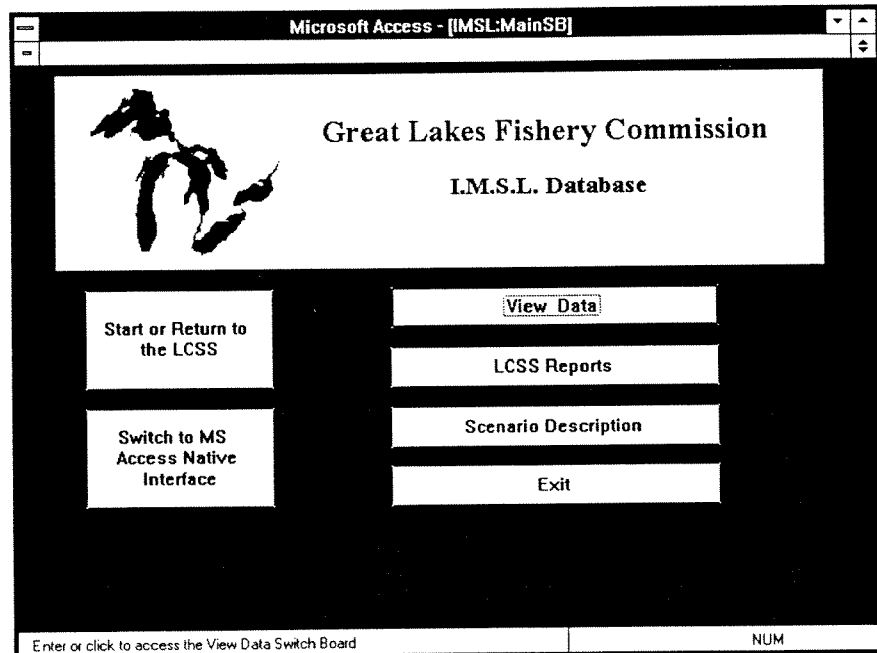 Microsoft Access - [IMSL:MainSB]
Great Lakes Fishery Commission
I.M.S.L. Database
Start or Return to
the LCSS
View Data
LCSS Reports
Switch to MS
Access Native
Interface
Scenario Description
Exit
Enter or click to access the View Data Switch Board
NUM